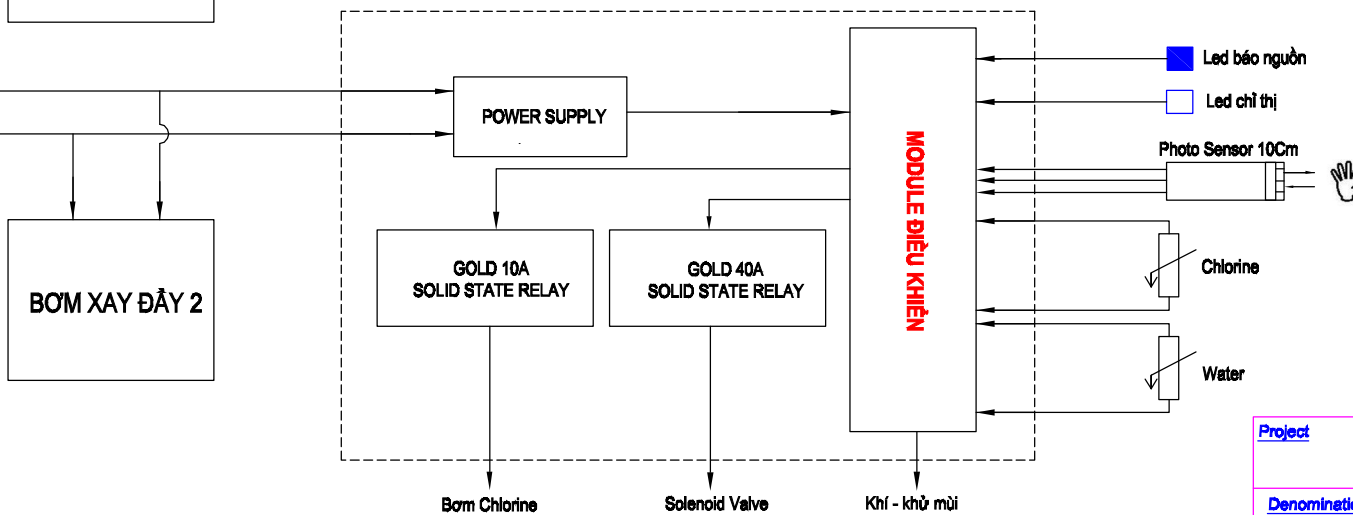 Led báo nguồn
Led chỉ thị
POWER SUPPLY
MODULE ĐIỀU KHIỂN
Photo Sensor 10Cm
GOLD 10A
SOLID STATE RELAY
GOLD 40A
SOLID STATE RELAY
Chlorine
BƠM XAY ĐẨY 2
Water
Project
Bơm Chlorine
Solenoid Valve
Khí - khử mùi
Denominatio